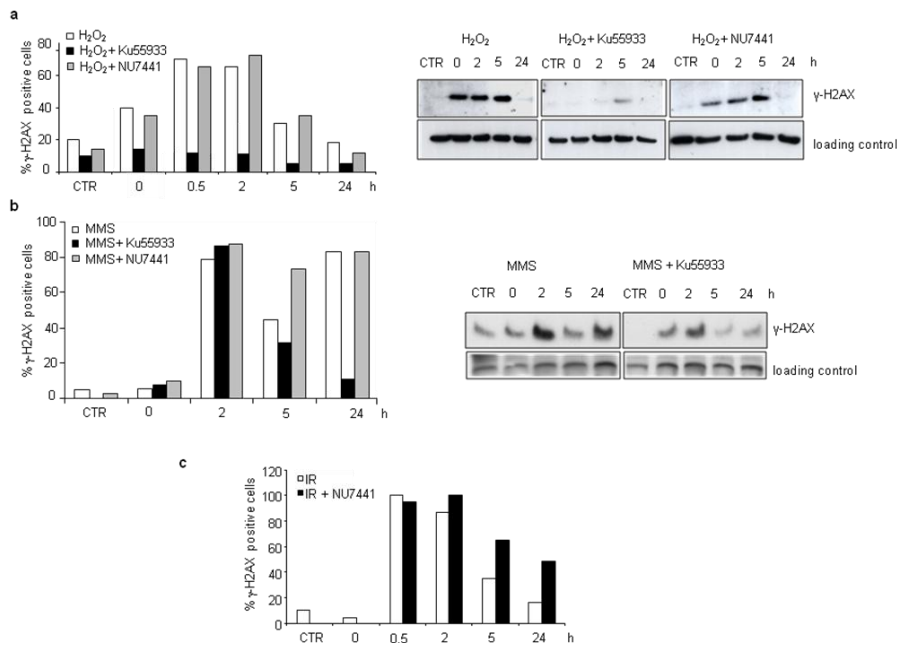 a
% γ-H2AX positive cells
80
60
40
20
0
H₂O₂
H₂O₂+ Ku55933
H₂O₂+ NU7441
CTR 0 0.5 2 5 24 h
H₂O₂ H₂O₂+ Ku55933 H₂O₂+ NU7441
CTR 0 2 5 24 CTR 0 2 5 24 CTR 0 2 5 24 h
γ-H2AX
loading control
b
% γ-H2AX positive cells
100
80
60
40
20
0
MMS
MMS+ Ku55933
MMS+ NU7441
CTR 0 2 5 24 h
MMS MMS + Ku55933
CTR 0 2 5 24 CTR 0 2 5 24 h
γ-H2AX
loading control
c
% γ-H2AX positive cells
120
100
80
60
40
20
0
IR
IR + NU7441
CTR 0 0.5 2 5 24 h